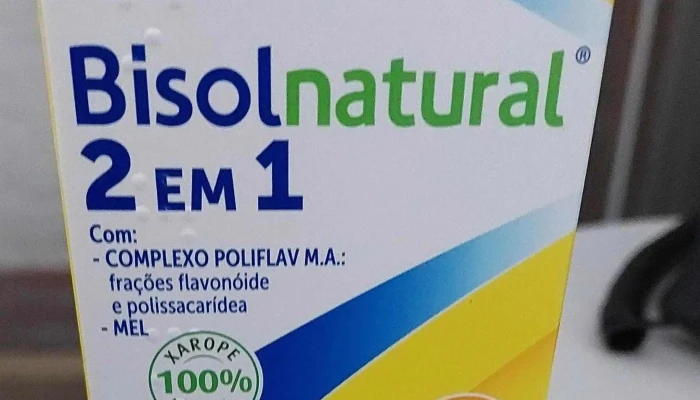 Bisolnatural®
2 EM 1
Com:
- COMPLEXO POLIFLAV M.A.:
frações flavonóide
e polissacarídea
- MEL
XAROPE
100%